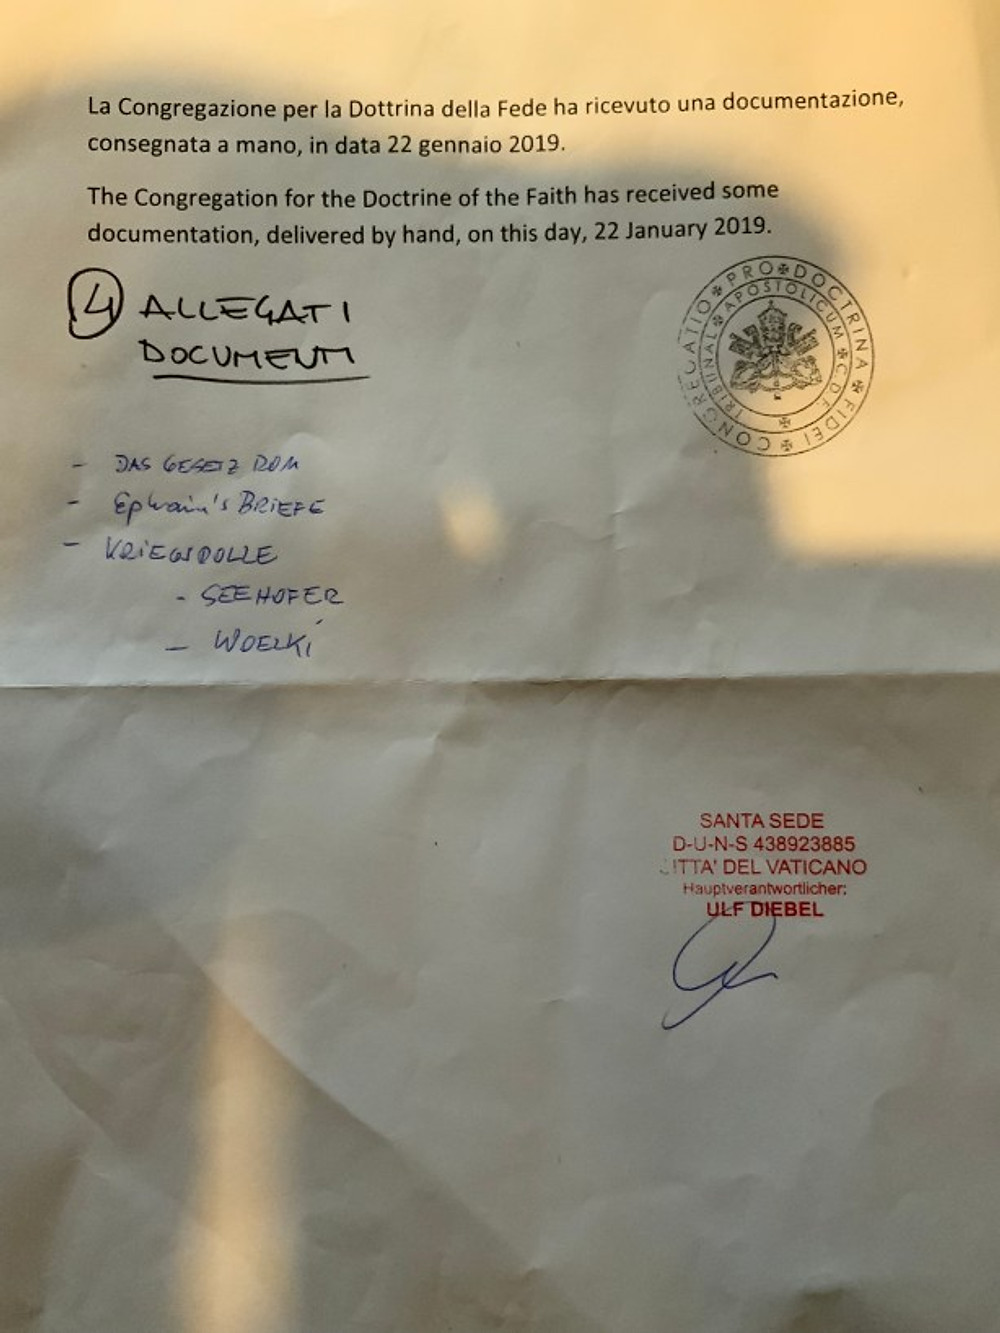 La Congregazione per la Dottrina della Fede ha ricevuto una documentazione,
consegnata a mano, in data 22 gennaio 2019.
The Congregation for the Doctrine of the Faith has received some
documentation, delivered by hand, on this day, 22 January 2019.
4 ALLEGATI
DOCUMENTI
CONGREGATIO ✠ PRO ✠ DOCTRINA ✠ FIDEI ✠
TRIBUNAL ✠ APOSTOLICUM ✠ C.D.F. ✠
- DAS GESETZ ROM
- Ephraim's BRIEFE
- KRIEGSROLLE
- SEEHOFER
- WOELKI
SANTA SEDE
D-U-N-S 438923885
CITTA' DEL VATICANO
Hauptverantwortlicher:
ULF DIEBEL